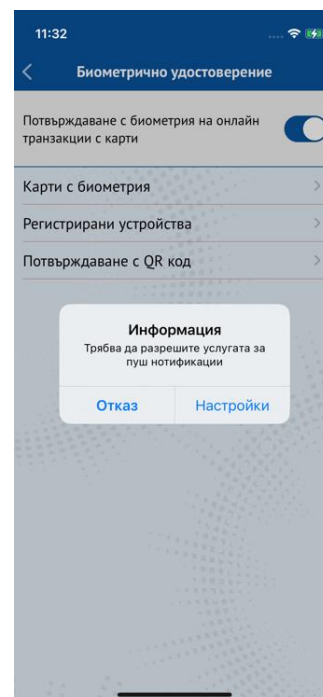 11:32
Биометрично удостоверение
Потвърждаване с биометрия на онлайн
транзакции с карти
Карти с биометрия
Регистрирани устройства
Потвърждаване с QR код
Информация
Трябва да разрешите услугата за
пуш нотификации
Отказ
Настройки